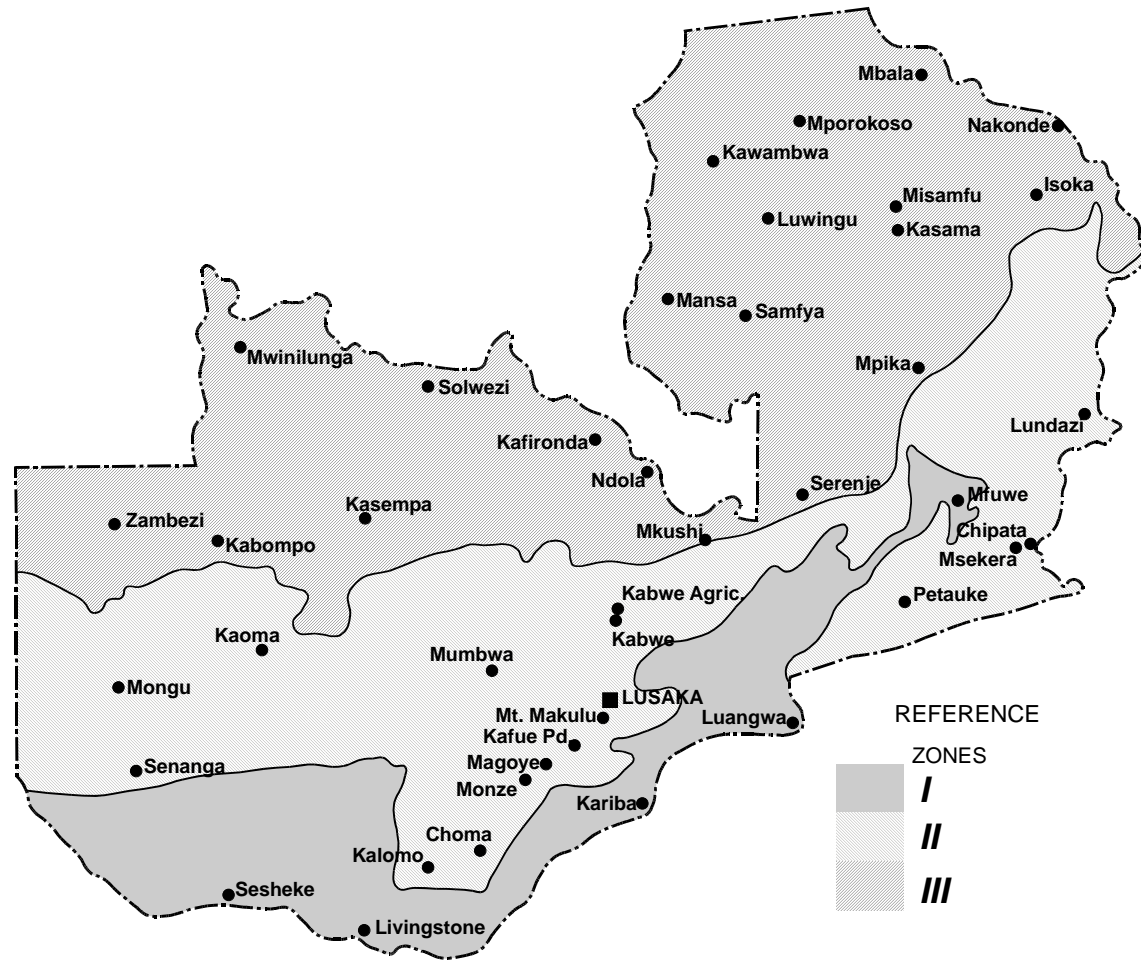 Mbala
Mporokoso
Nakonde
Kawambwa
Isoka
Misamfu
Luwingu
Kasama
Mansa
Samfya
Mwinilunga
Mpika
Solwezi
Lundazi
Kafironda
Ndola
Serenje
Mfuwe
Kasempa
Zambezi
Mkushi
Chipata
Kabompo
Msekera
Kabwe Agric.
Petauke
Kaoma
Kabwe
Mumbwa
Mongu
LUSAKA
Mt. Makulu
Luangwa
REFERENCE
Kafue Pd.
ZONES
Senanga
Magoye
Monze
I
Kariba
Choma
II
Kalomo
Sesheke
III
Livingstone